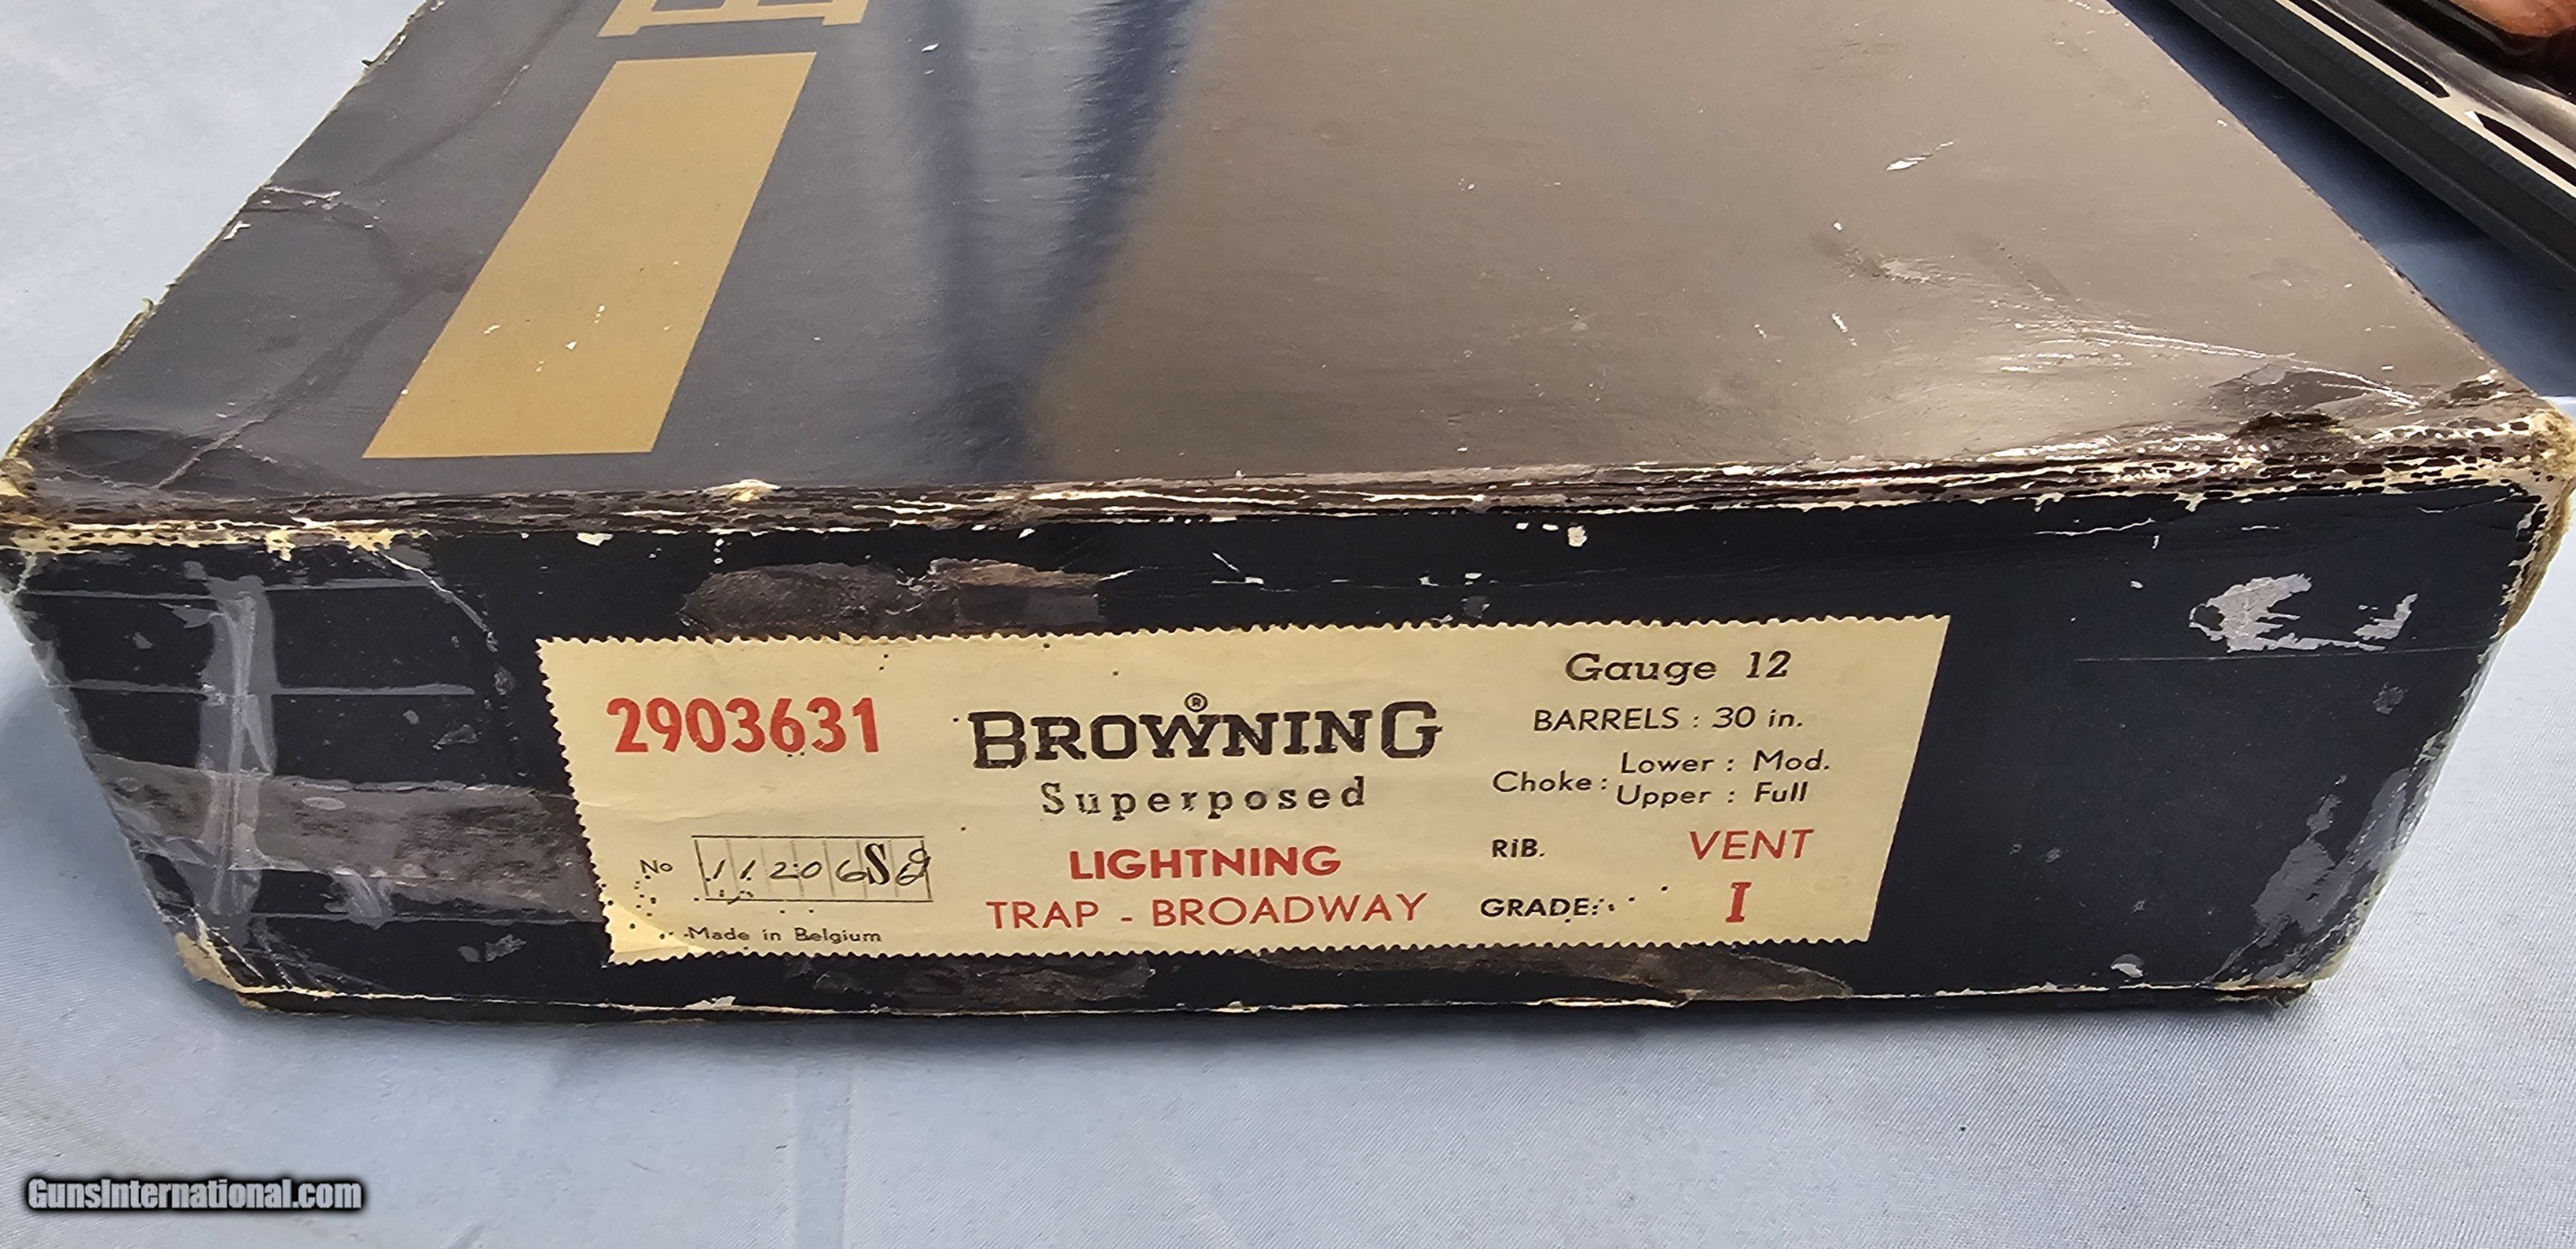 2903631
BROWNING®
Superposed
LIGHTNING
TRAP - BROADWAY
No 11206S8
Made in Belgium
Gauge 12
BARRELS : 30 in.
Choke : Lower : Mod.
Upper : Full
RIB. VENT
GRADE: I
GunsInternational.com